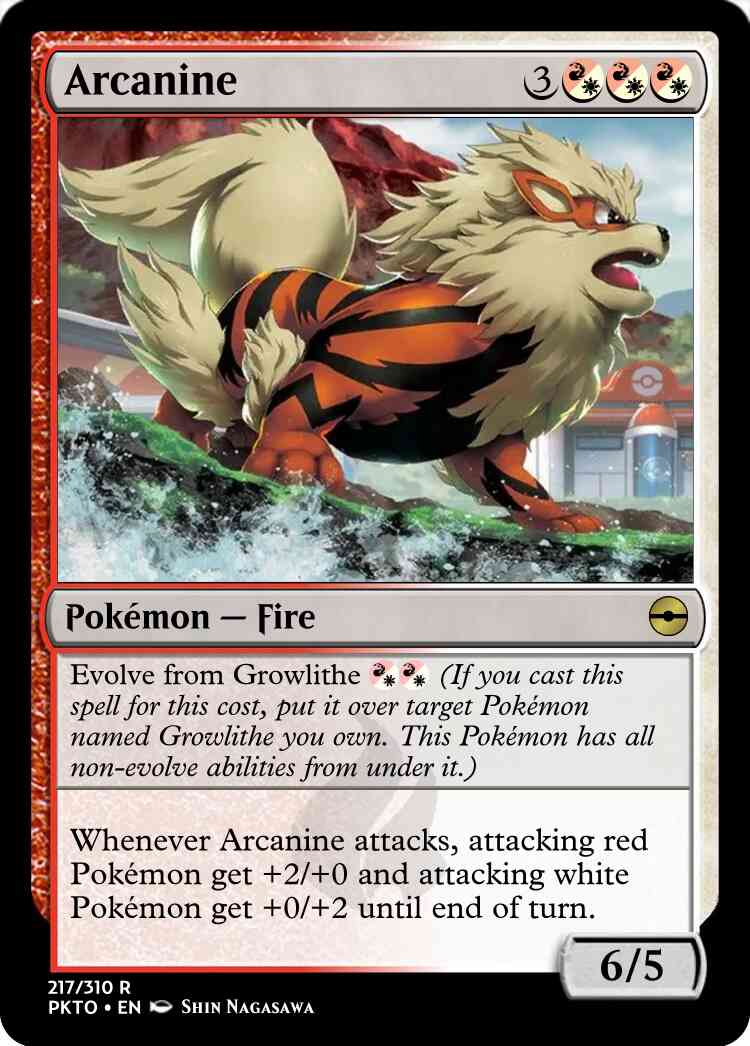 Arcanine 3
Pokémon — Fire
Evolve from Growlithe (If you cast this
spell for this cost, put it over target Pokémon
named Growlithe you own. This Pokémon has all
non-evolve abilities from under it.)
Whenever Arcanine attacks, attacking red
Pokémon get +2/+0 and attacking white
Pokémon get +0/+2 until end of turn.
6/5
217/310 R
PKTO • EN Shin Nagasawa